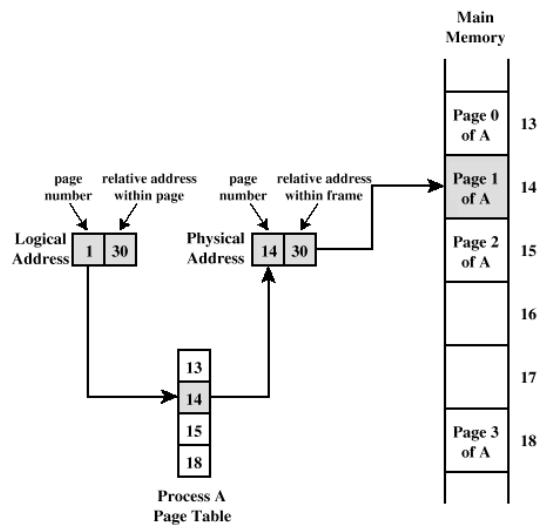 Main
Memory
Page 0
of A
13
page
number
relative address
within page
page
number
relative address
within frame
Page 1
of A
14
Logical
Address
1 30
Physical
Address
14 30
Page 2
of A
15
16
17
13
14
15
18
Page 3
of A
18
Process A
Page Table